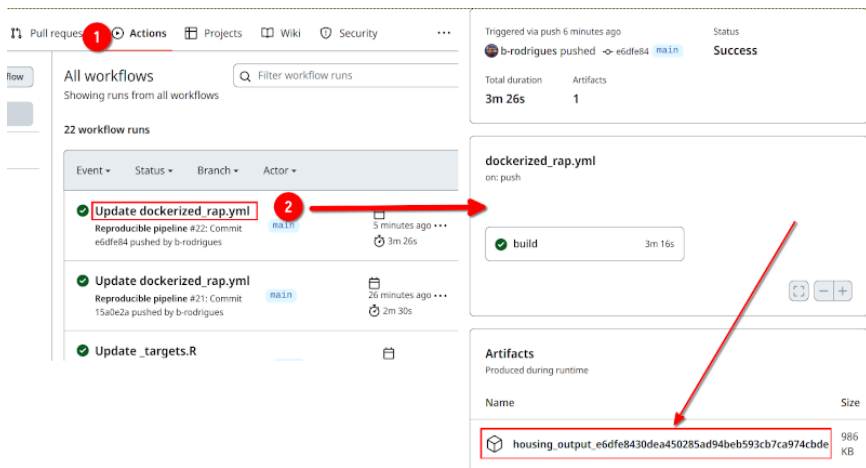 Pull reques
1
Actions
Projects
Wiki
Security
...
flow
All workflows
Filter workflow runs
Showing runs from all workflows
22 workflow runs
Event
Status
Branch
Actor
Update dockerized_rap.yml
2
main
Reproducible pipeline #22: Commit
5 minutes ago ...
e6dfe84 pushed by b-rodrigues
3m 26s
Update dockerized_rap.yml
main
Reproducible pipeline #21: Commit
26 minutes ago ...
15a0e2a pushed by b-rodrigues
2m 30s
Update _targets.R
Triggered via push 6 minutes ago
Status
b-rodrigues pushed e6dfe84 main
Success
Total duration
Artifacts
3m 26s
1
dockerized_rap.yml
on: push
build
3m 16s
Artifacts
Produced during runtime
Name
Size
housing_output_e6dfe8430dea450285ad94beb593cb7ca974cbde
986
KB